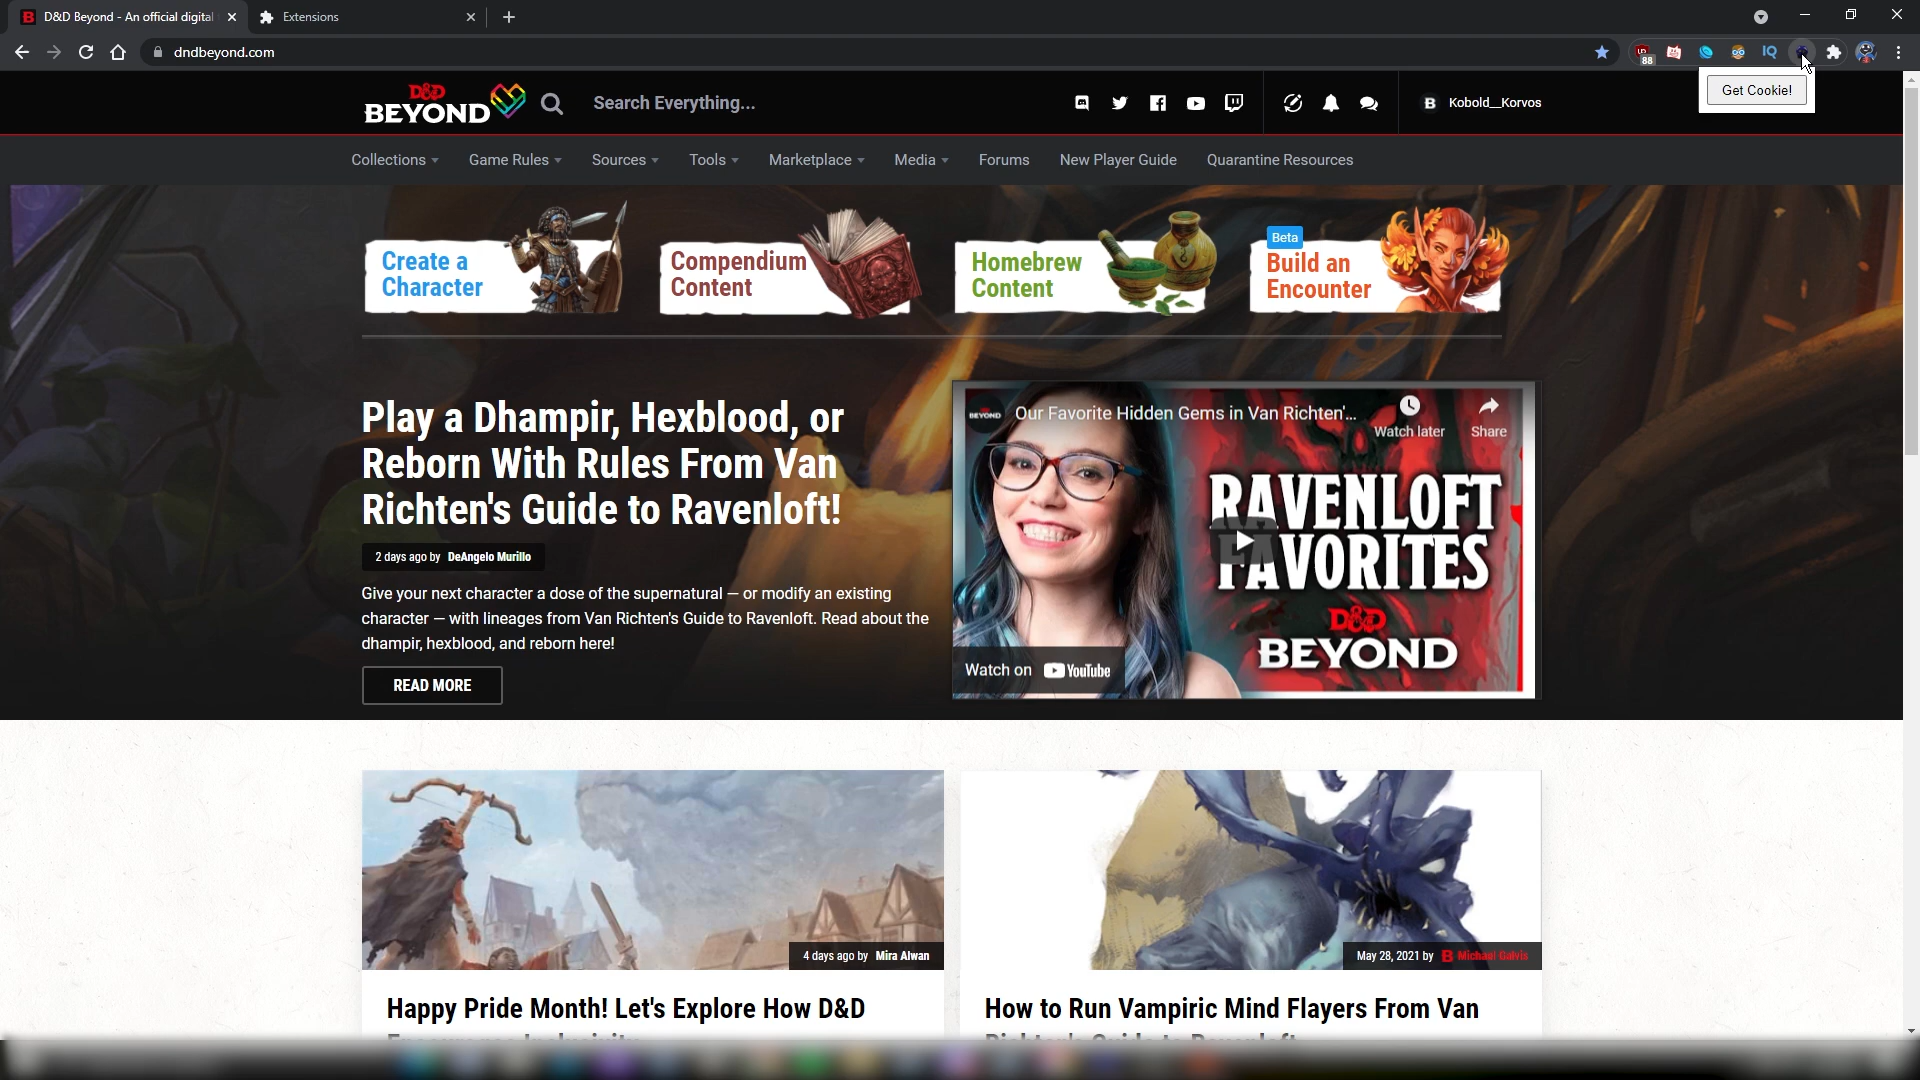 D&D Beyond - An official digital
Extensions
dndbeyond.com
88
IQ
Get Cookie!
D&D
BEYOND
Search Everything...
Kobold__Korvos
Collections
Game Rules
Sources
Tools
Marketplace
Media
Forums
New Player Guide
Quarantine Resources
Create a
Character
Compendium
Content
Homebrew
Content
Beta
Build an
Encounter
Play a Dhampir, Hexblood, or
Reborn With Rules From Van
Richten's Guide to Ravenloft!
2 days ago by DeAngelo Murillo
Give your next character a dose of the supernatural — or modify an existing
character — with lineages from Van Richten's Guide to Ravenloft. Read about the
dhampir, hexblood, and reborn here!
READ MORE
BEYOND
Our Favorite Hidden Gems in Van Richten'...
Watch later
Share
RAVENLOFT
FAVORITES
D&D
BEYOND
Watch on YouTube
4 days ago by Mira Alwan
Happy Pride Month! Let's Explore How D&D
May 28, 2021 by Michael Galvis
How to Run Vampiric Mind Flayers From Van